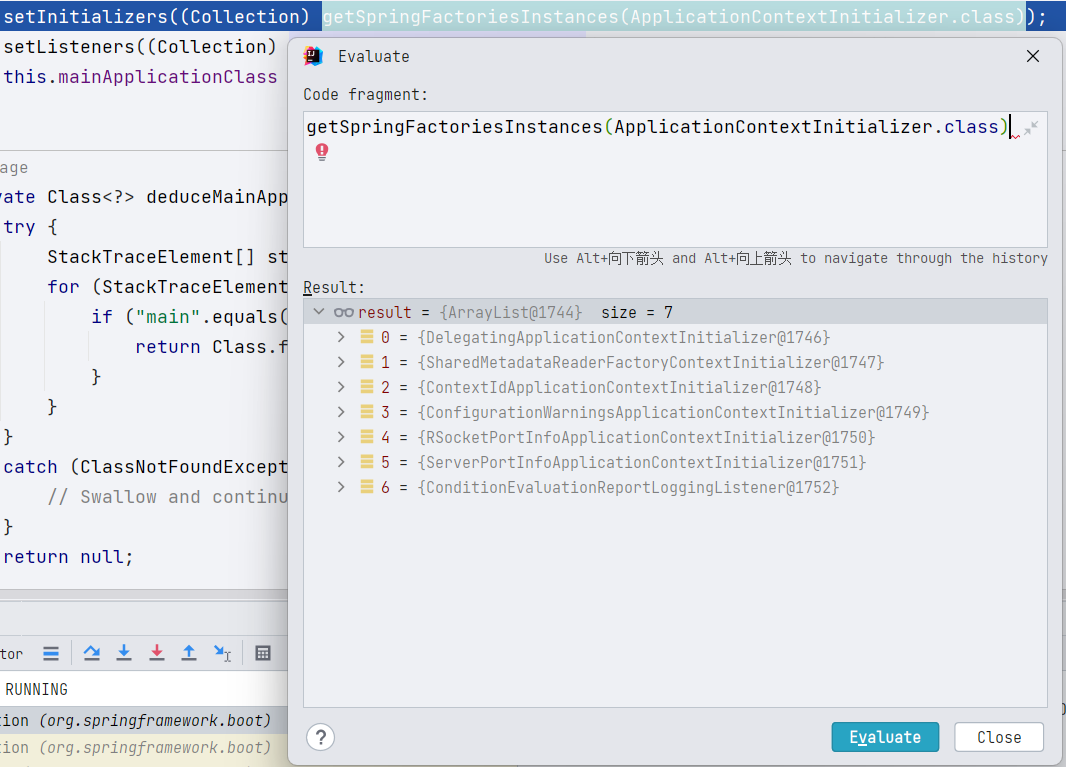 setInitializers((Collection) getSpringFactoriesInstances(ApplicationContextInitializer.class));
setListeners((Collection)
this.mainApplicationClass
age
vate Class<?> deduceMainApp
try {
StackTraceElement[] st
for (StackTraceElement
if ("main".equals(
return Class.f
}
}
}
catch (ClassNotFoundExcept
// Swallow and continu
}
return null;
tor
RUNNING
tion (org.springframework.boot)
tion (org.springframework.boot)
Evaluate
Code fragment:
getSpringFactoriesInstances(ApplicationContextInitializer.class)
Use Alt+向下箭头 and Alt+向上箭头 to navigate through the history
Result:
result = {ArrayList@1744} size = 7
0 = {DelegatingApplicationContextInitializer@1746}
1 = {SharedMetadataReaderFactoryContextInitializer@1747}
2 = {ContextIdApplicationContextInitializer@1748}
3 = {ConfigurationWarningsApplicationContextInitializer@1749}
4 = {RSocketPortInfoApplicationContextInitializer@1750}
5 = {ServerPortInfoApplicationContextInitializer@1751}
6 = {ConditionEvaluationReportLoggingListener@1752}
?
Evaluate
Close